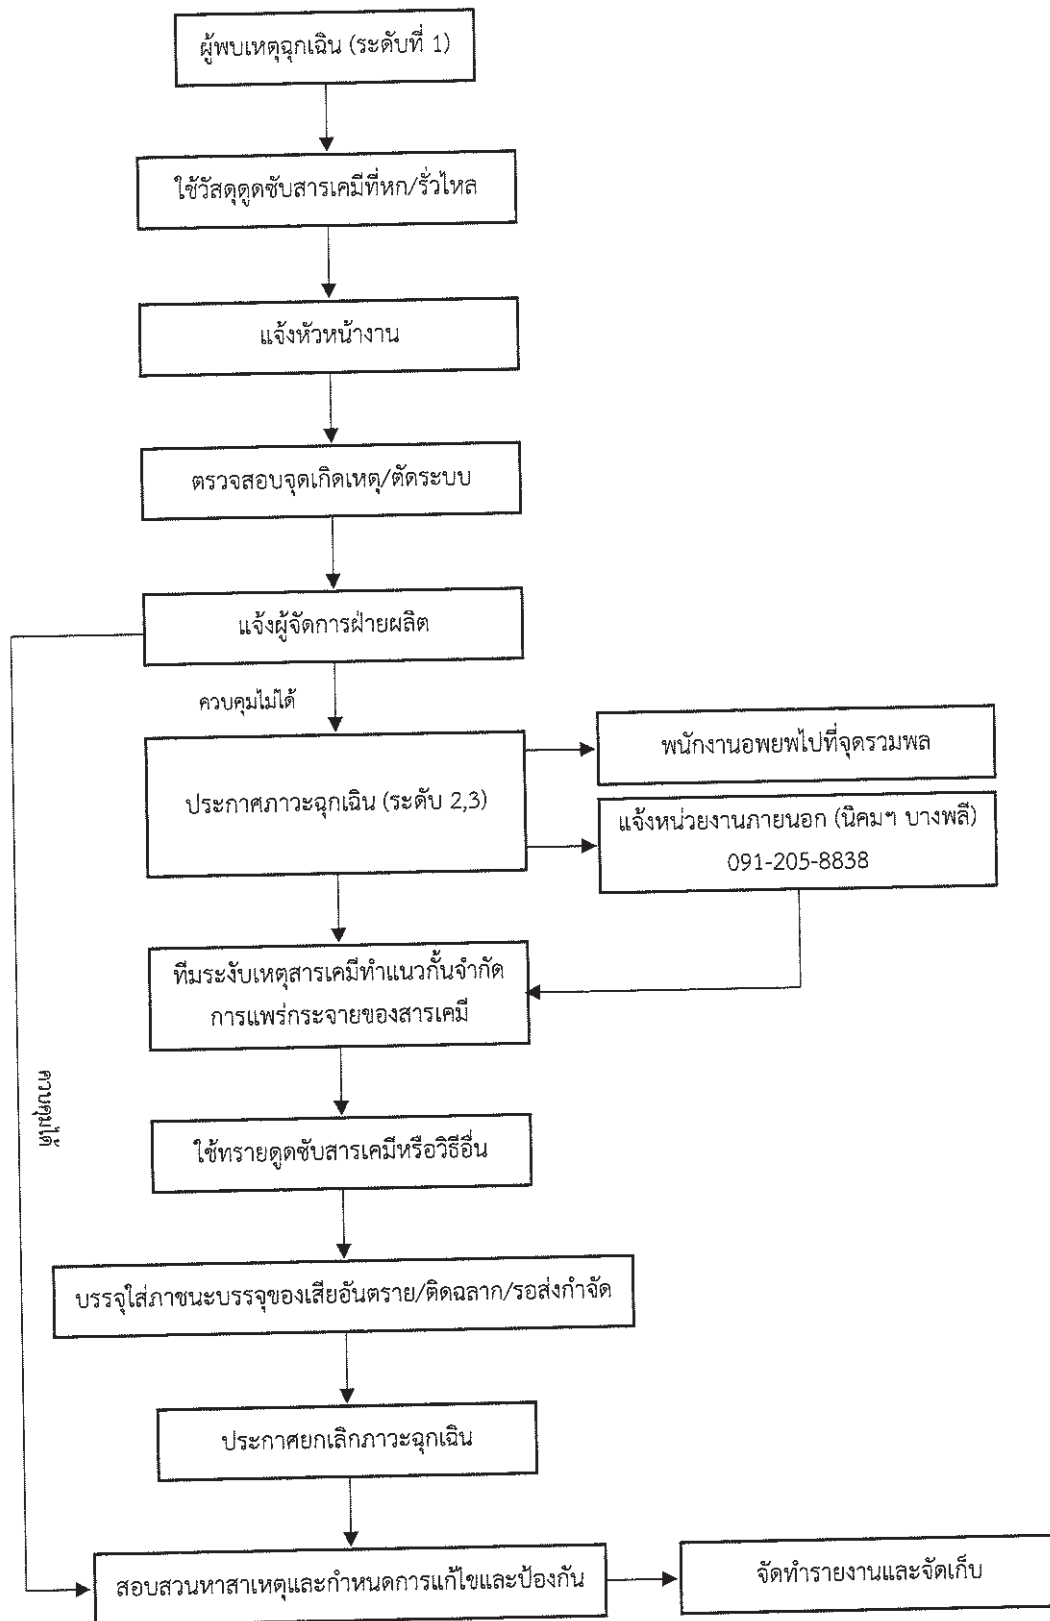 ผู้พบเหตุฉุกเฉิน (ระดับที่ 1)
ใช้วัสดุดูดซับสารเคมีที่หก/รั่วไหล
แจ้งหัวหน้างาน
ตรวจสอบจุดเกิดเหตุ/ตัดระบบ
แจ้งผู้จัดการฝ่ายผลิต
ควบคุมไม่ได้
พนักงานอพยพไปที่จุดรวมพล
ประกาศภาวะฉุกเฉิน (ระดับ 2,3)
แจ้งหน่วยงานภายนอก (นิคมฯ บางพลี)
091-205-8838
ทีมระงับเหตุสารเคมีทำแนวกั้นจำกัด
การแพร่กระจายของสารเคมี
ควบคุมได้
ใช้ทรายดูดซับสารเคมีหรือวิธีอื่น
บรรจุใส่ภาชนะบรรจุของเสียอันตราย/ติดฉลาก/รอส่งกำจัด
ประกาศยกเลิกภาวะฉุกเฉิน
สอบสวนหาสาเหตุและกำหนดการแก้ไขและป้องกัน
จัดทำรายงานและจัดเก็บ